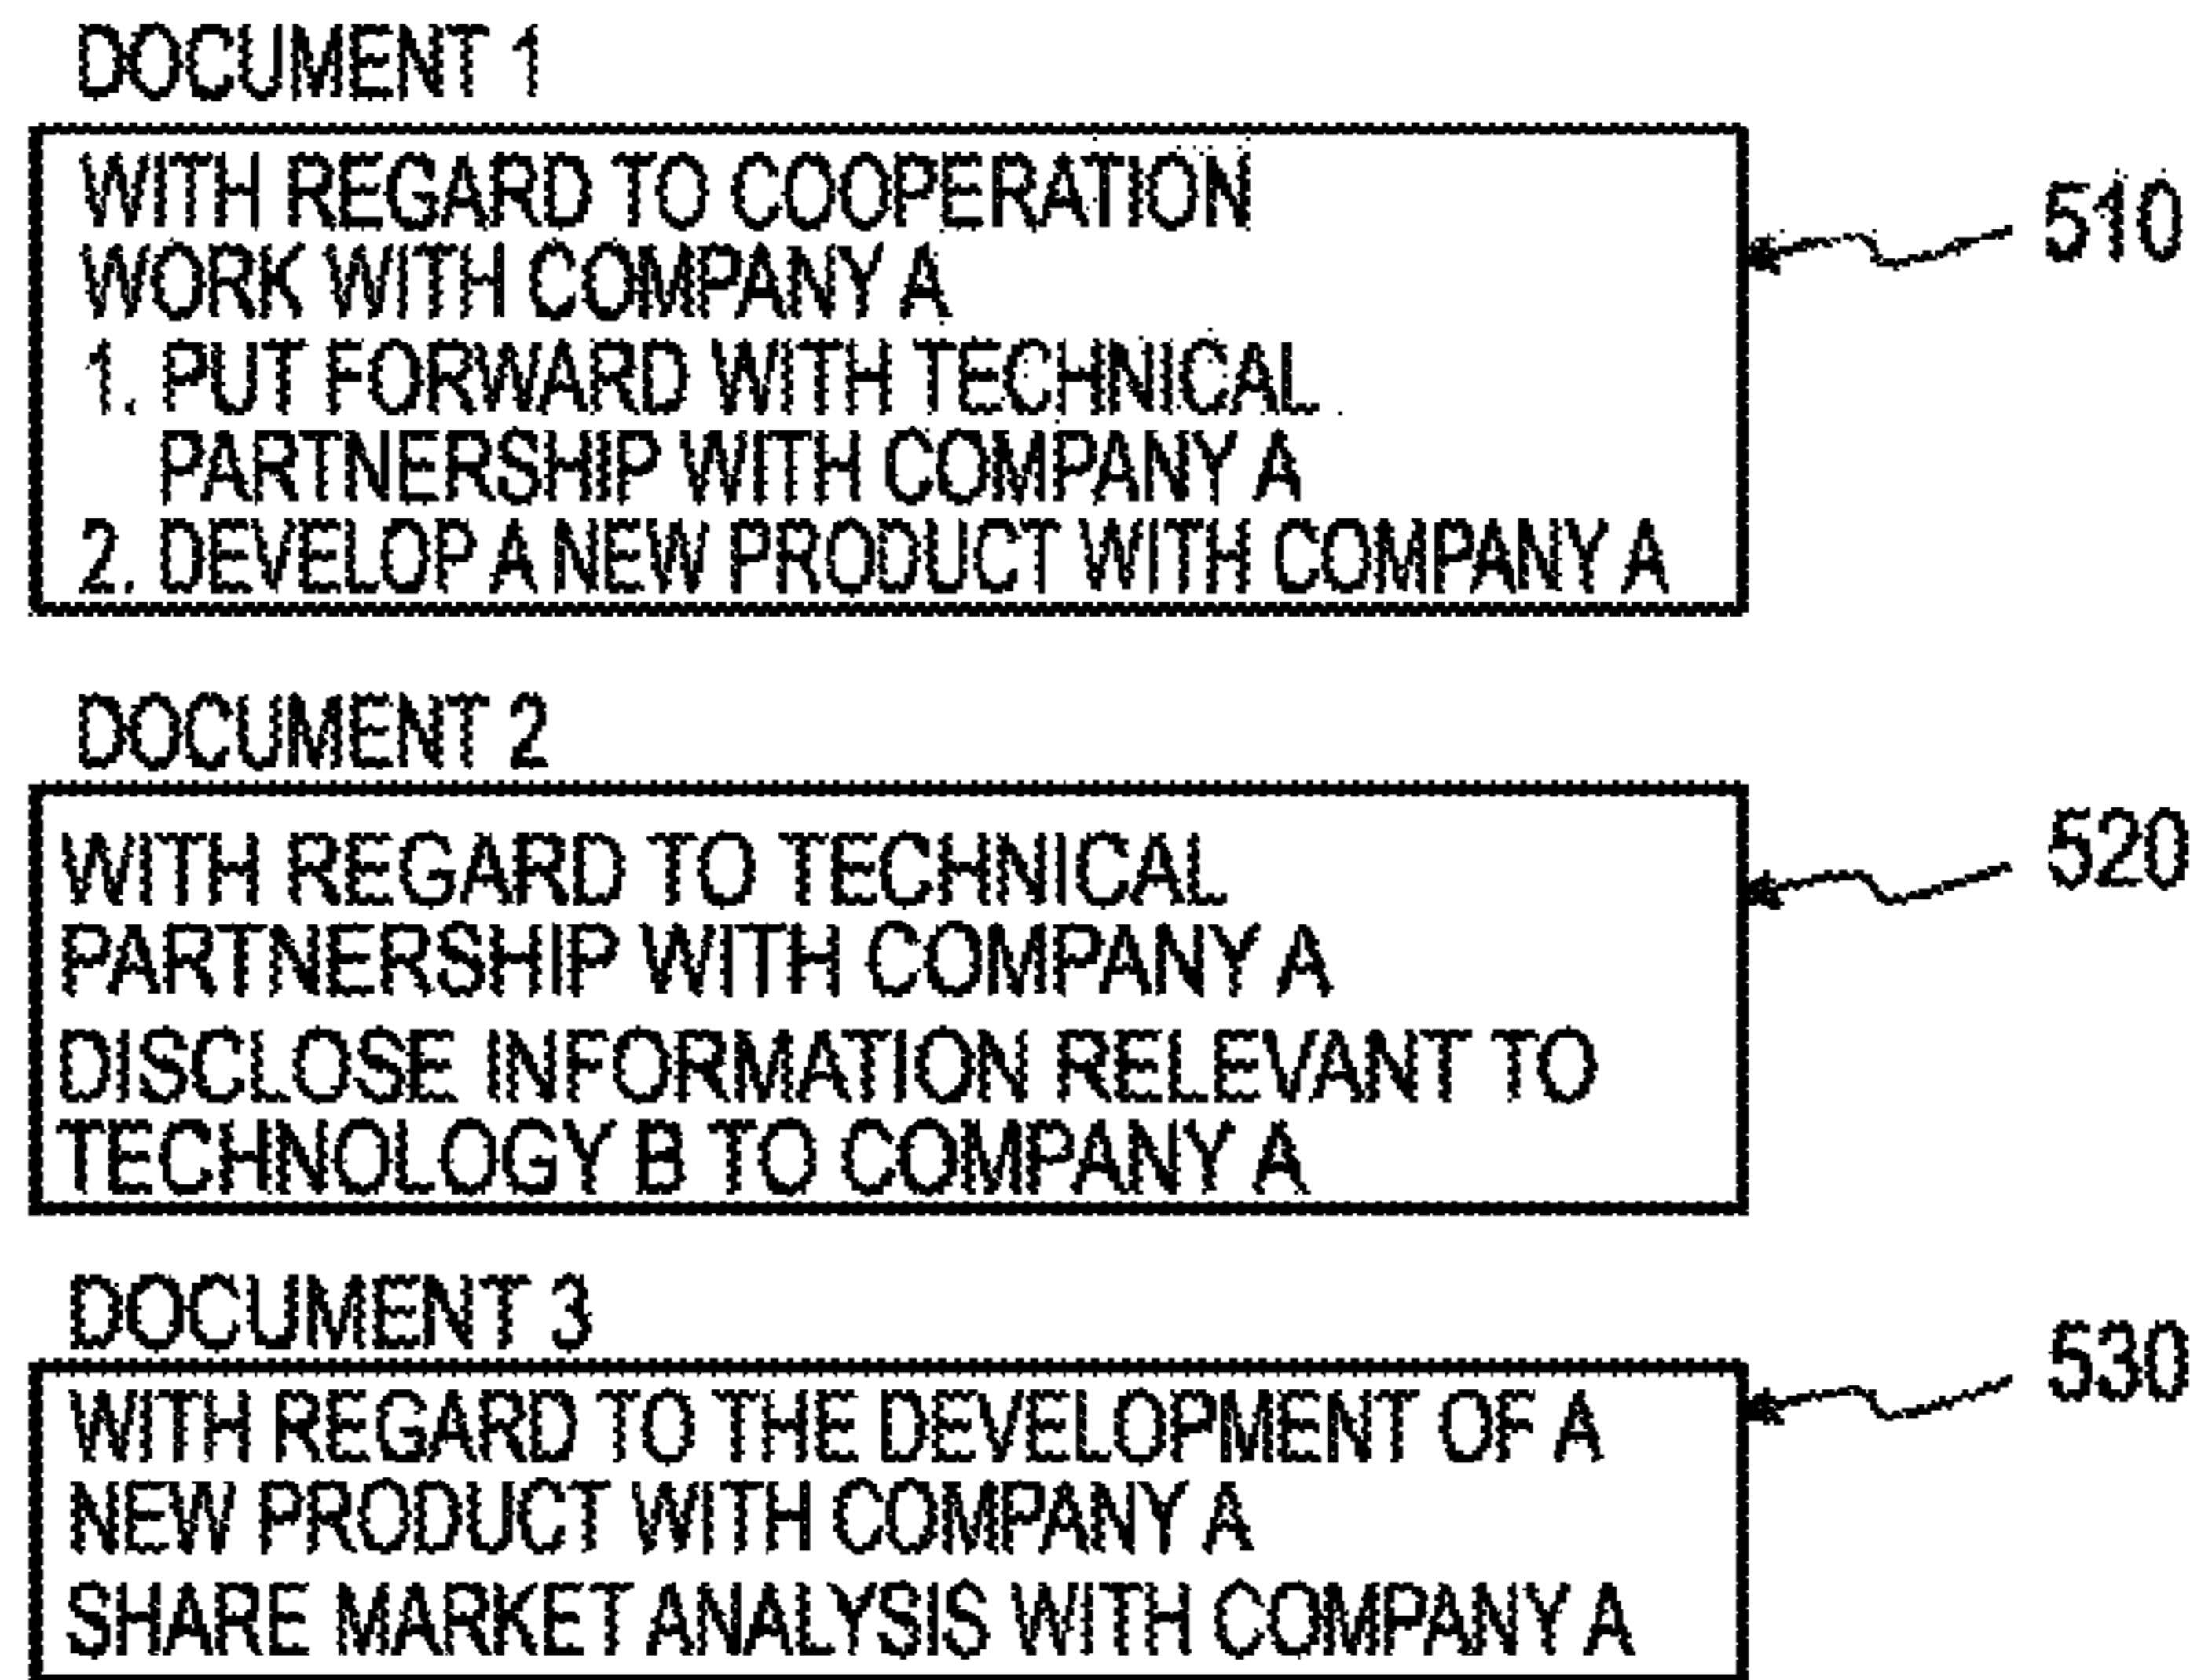 DOCUMENT 1
WITH REGARD TO COOPERATION
WORK WITH COMPANY A
1. PUT FORWARD WITH TECHNICAL
PARTNERSHIP WITH COMPANY A
2. DEVELOP A NEW PRODUCT WITH COMPANY A
510
DOCUMENT 2
WITH REGARD TO TECHNICAL
PARTNERSHIP WITH COMPANY A
DISCLOSE INFORMATION RELEVANT TO
TECHNOLOGY B TO COMPANY A
520
DOCUMENT 3
WITH REGARD TO THE DEVELOPMENT OF A
NEW PRODUCT WITH COMPANY A
SHARE MARKET ANALYSIS WITH COMPANY A
530